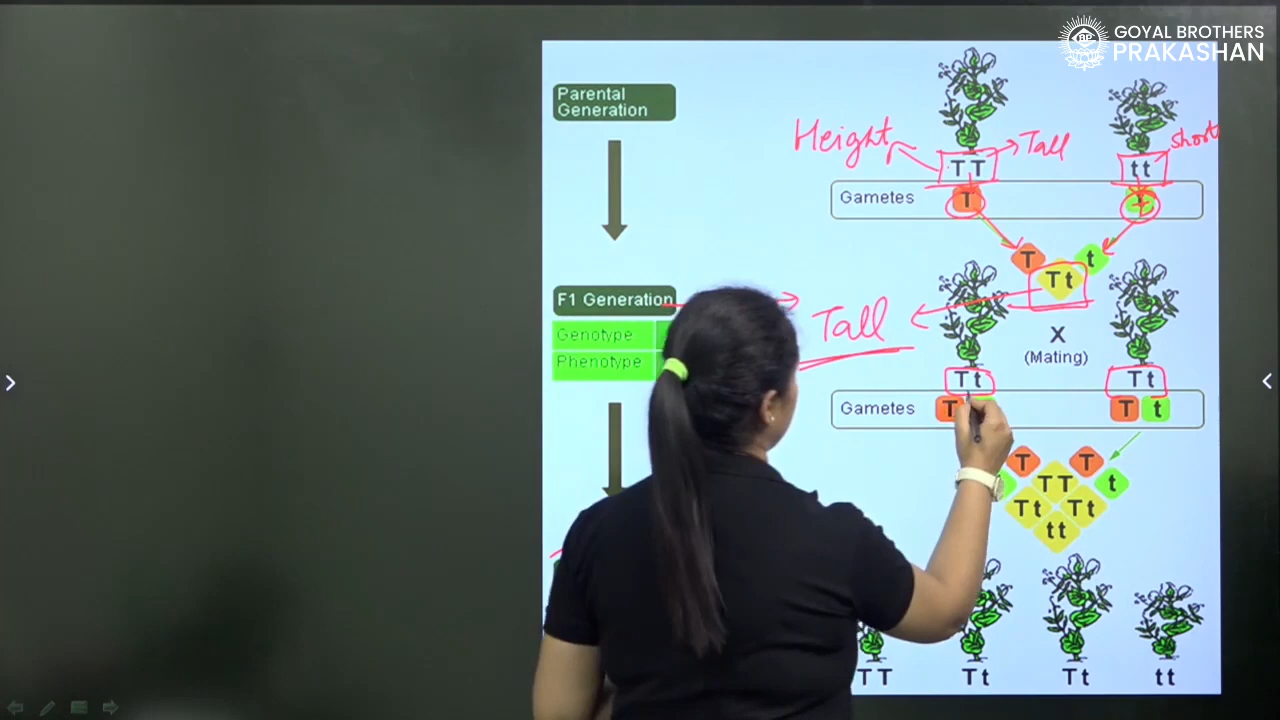 GOYAL BROTHERS
PRAKASHAN
Parental
Generation
Height
Tall
short
TT
tt
Gametes
T
T
t
Tt
F1 Generation
Tall
Genotype
Phenotype
X
(Mating)
Tt
Tt
Gametes
T
T
t
T
T
TT
t
Tt
Tt
tt
TT
Tt
Tt
tt